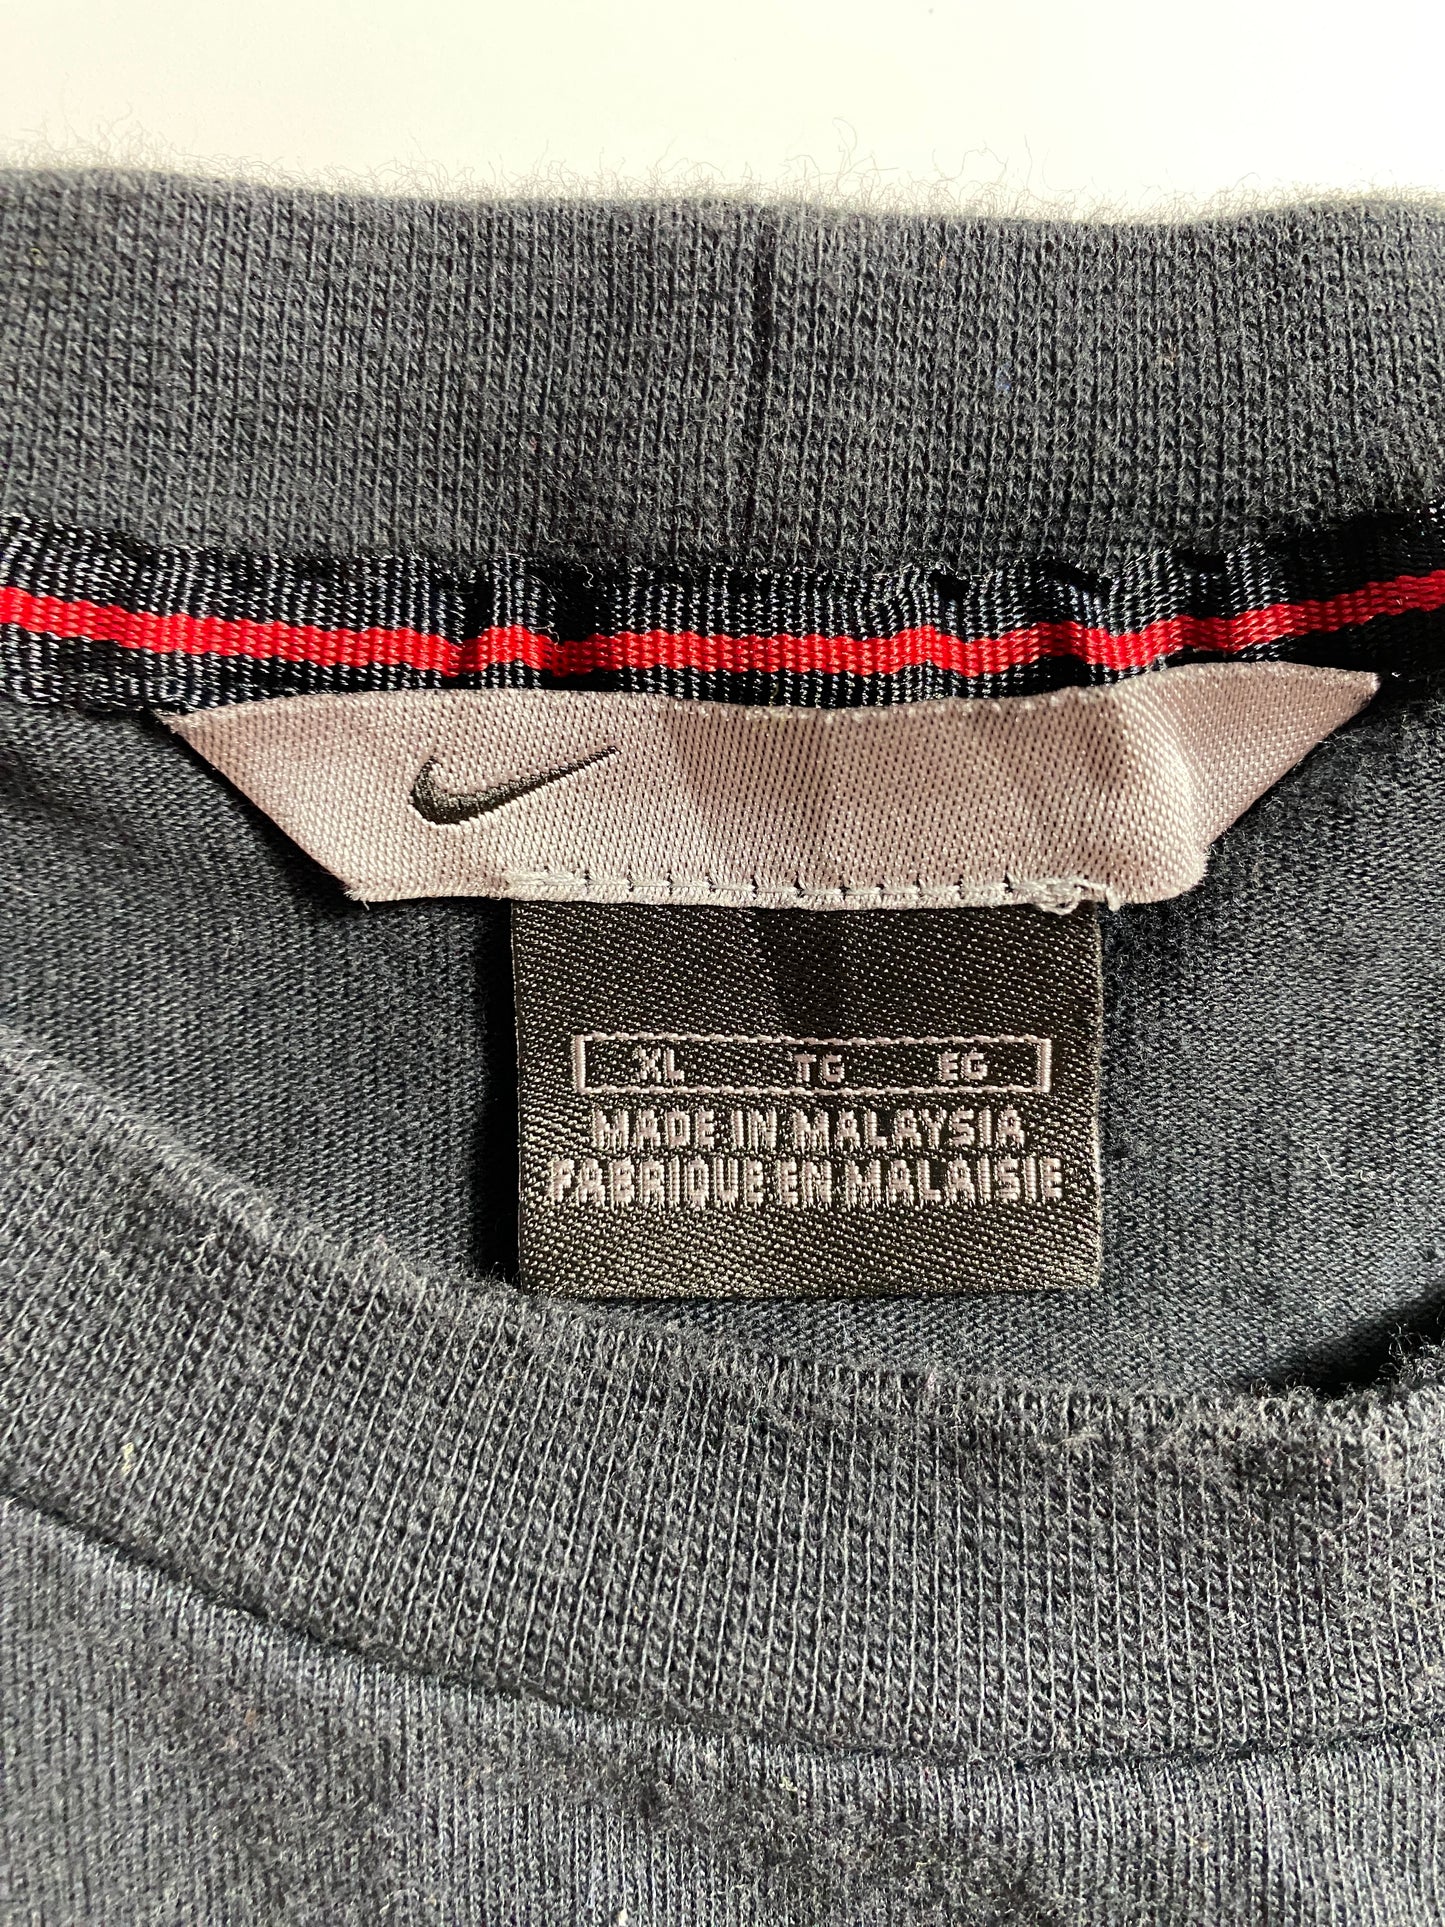 XL TG EG
MADE IN MALAYSIA
FABRIQUE EN MALAISIE